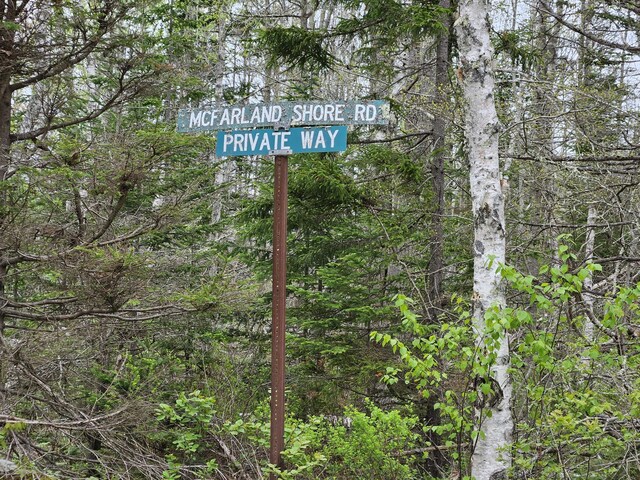 MCFARLAND SHORE RD
PRIVATE WAY